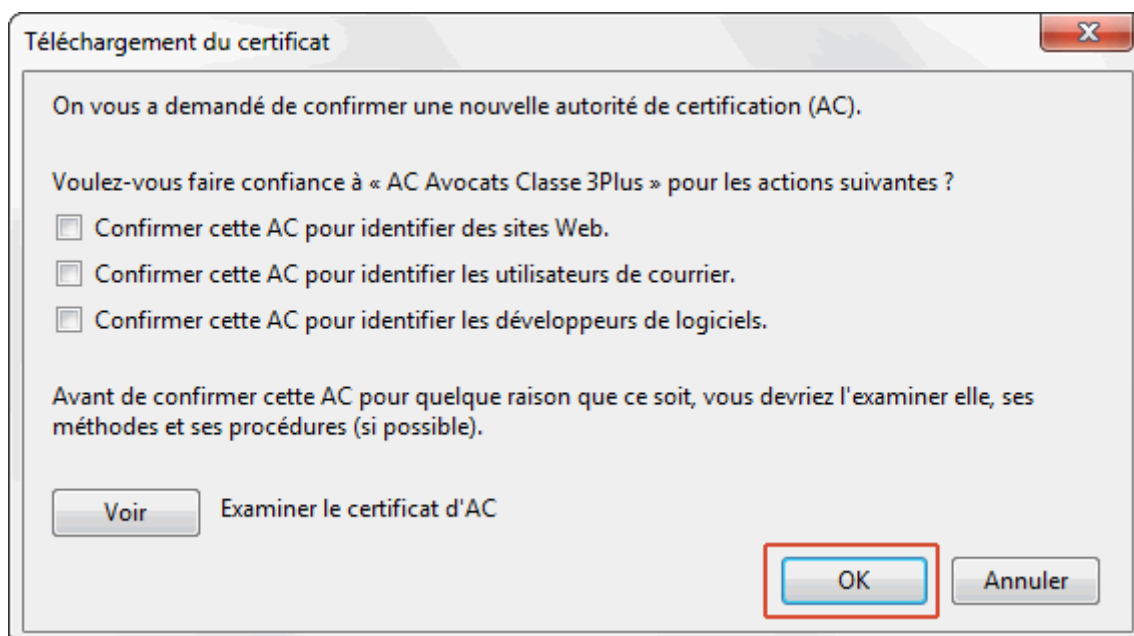 Téléchargement du certificat
On vous a demandé de confirmer une nouvelle autorité de certification (AC).
Voulez-vous faire confiance à « AC Avocats Classe 3Plus » pour les actions suivantes ?
Confirmer cette AC pour identifier des sites Web.
Confirmer cette AC pour identifier les utilisateurs de courrier.
Confirmer cette AC pour identifier les développeurs de logiciels.
Avant de confirmer cette AC pour quelque raison que ce soit, vous devriez l'examiner elle, ses
méthodes et ses procédures (si possible).
Voir Examiner le certificat d'AC
OK Annuler